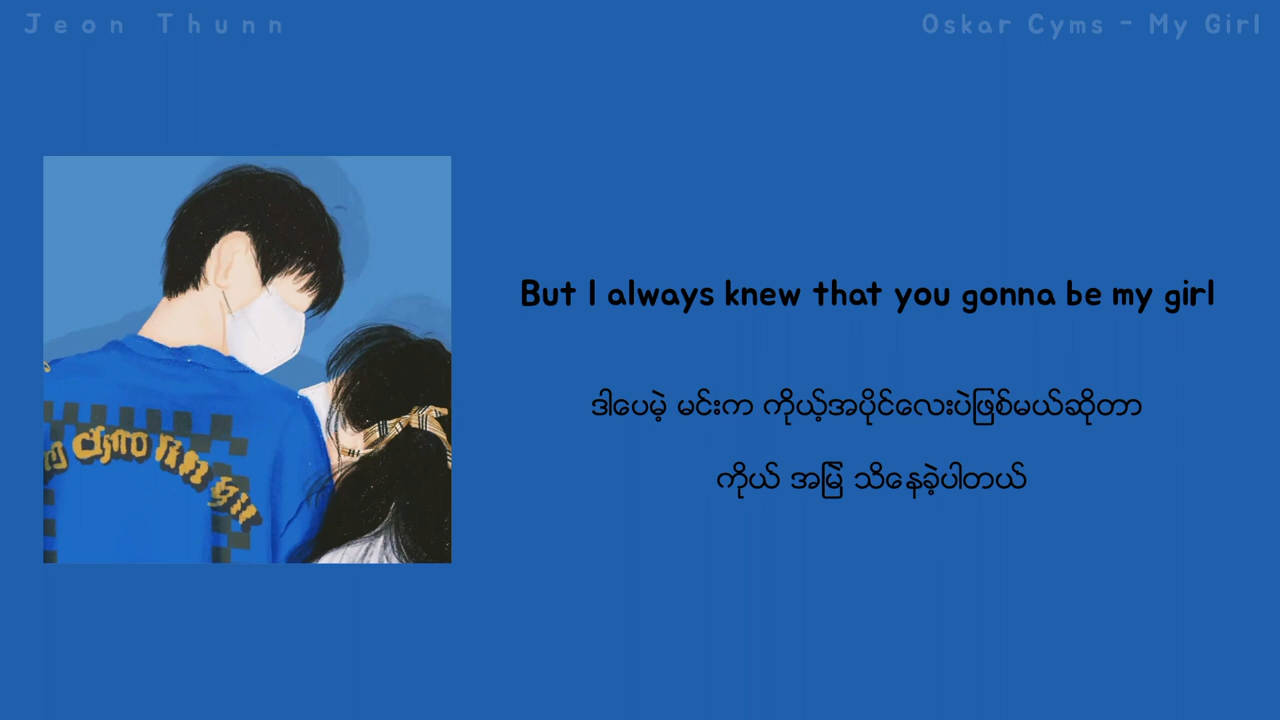 Jeon Thunn
Oskar Cyms - My Girl
But I always knew that you gonna be my girl
ဒါပေမဲ့ မင်းက ကိုယ့်အပိုင်လေးပဲဖြစ်မယ်ဆိုတာ
ကိုယ် အမြဲ သိနေခဲ့ပါတယ်